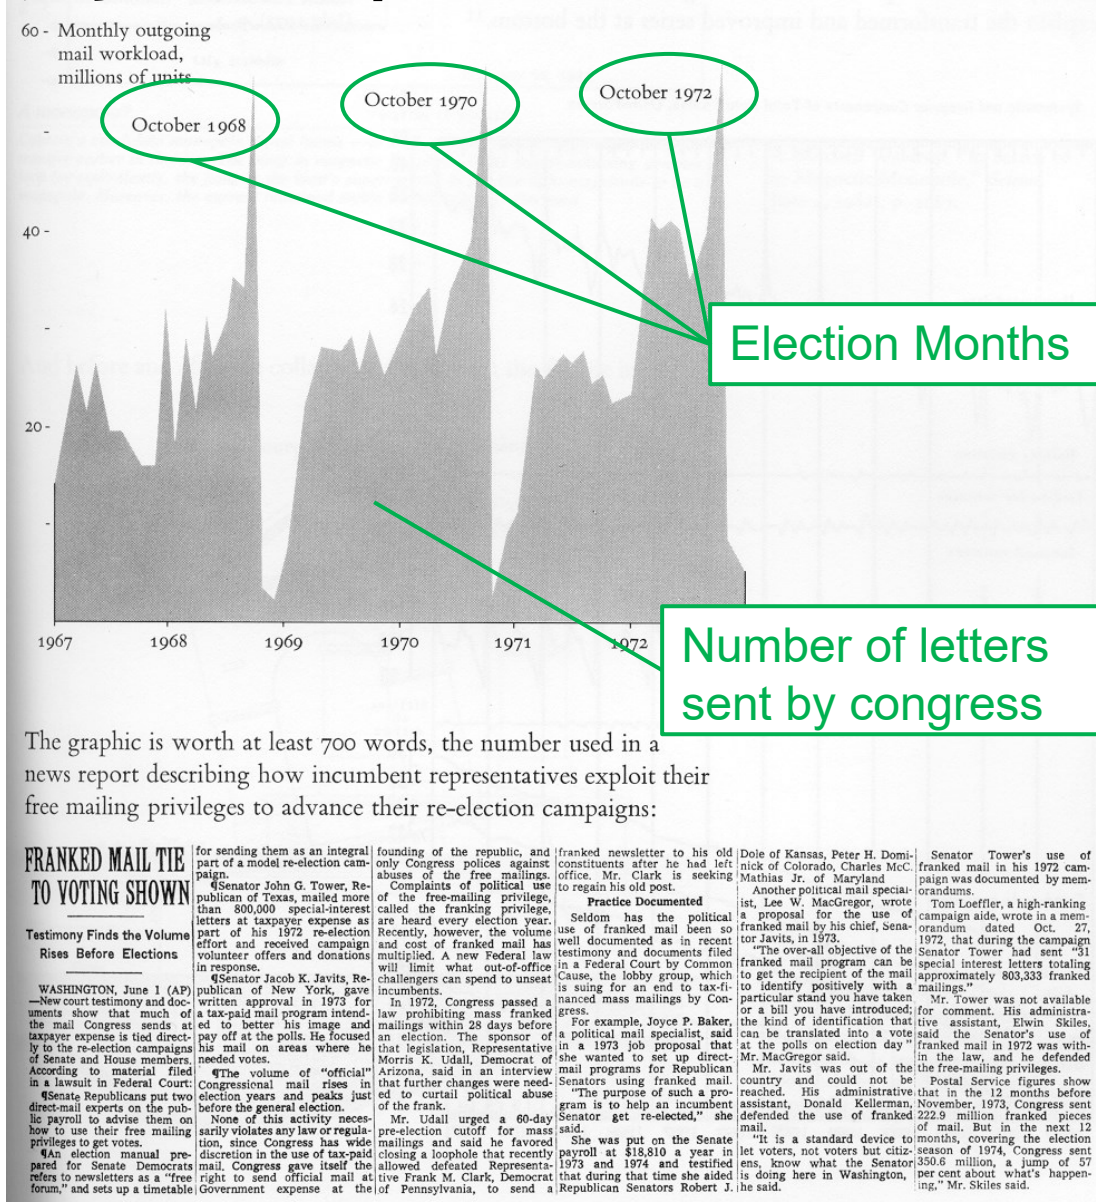 60 - Monthly outgoing
mail workload,
millions of units
October 1968
October 1970
October 1972
40 -
Election Months
20 -
1967
1968
1969
1970
1971
1972
Number of letters
sent by congress
The graphic is worth at least 700 words, the number used in a
news report describing how incumbent representatives exploit their
free mailing privileges to advance their re-election campaigns:
FRANKED MAIL TIE
TO VOTING SHOWN
Testimony Finds the Volume
Rises Before Elections
WASHINGTON, June 1 (AP)
—New court testimony and doc-
uments show that much of
the mail Congress sends at
taxpayer expense is tied direct-
ly to the re-election campaigns
of Senate and House members.
According to material filed
in a lawsuit in Federal Court:
¶Senate Republicans put two
direct-mail experts on the pub-
lic payroll to advise them on
how to use their free mailing
privileges to get votes.
¶An election manual pre-
pared for Senate Democrats
refers to newsletters as a "free
forum," and sets up a timetable
for sending them as an integral
part of a model re-election cam-
paign.
¶Senator John G. Tower, Re-
publican of Texas, mailed more
than 800,000 special-interest
letters at taxpayer expense as
part of his 1972 re-election
effort and received campaign
volunteer offers and donations
in response.
¶Senator Jacob K. Javits, Re-
publican of New York, gave
written approval in 1973 for
a tax-paid mail program intend-
ed to better his image and
pay off at the polls. He focused
his mail on areas where he
needed votes.
¶The volume of "official"
Congressional mail rises in
election years and peaks just
before the general election.
None of this activity neces-
sarily violates any law or regula-
tion, since Congress has wide
discretion in the use of tax-paid
mail. Congress gave itself the
right to send official mail at
Government expense at the
founding of the republic, and
only Congress polices against
abuses of the free mailings.
Complaints of political use
of the free-mailing privilege,
called the franking privilege,
are heard every election year.
Recently, however, the volume
and cost of franked mail has
multiplied. A new Federal law
will limit what out-of-office
challengers can spend to unseat
incumbents.
In 1972, Congress passed a
law prohibiting mass franked
mailings within 28 days before
an election. The sponsor of
that legislation, Representative
Morris K. Udall, Democrat of
Arizona, said in an interview
that further changes were need-
ed to curtail political abuse
of the frank.
Mr. Udall urged a 60-day
pre-election cutoff for mass
mailings and said he favored
closing a loophole that recently
allowed defeated Representa-
tive Frank M. Clark, Democrat
of Pennsylvania, to send a
franked newsletter to his old
constituents after he had left
office. Mr. Clark is seeking
to regain his old post.
Practice Documented
Seldom has the political
use of franked mail been so
well documented as in recent
testimony and documents filed
in a Federal Court by Common
Cause, the lobby group, which
is suing for an end to tax-fi-
nanced mass mailings by Con-
gress.
For example, Joyce P. Baker,
a political mail specialist, said
in a 1973 job proposal that
she wanted to set up direct-
mail programs for Republican
Senators using franked mail.
"The purpose of such a pro-
gram is to help an incumbent
Senator get re-elected," she
said.
She was put on the Senate
payroll at $18,810 a year in
1973 and 1974 and testified
that during that time she aided
Republican Senators Robert J.
Dole of Kansas, Peter H. Domi-
nick of Colorado, Charles McC.
Mathias Jr. of Maryland
Another political mail special-
ist, Lee W. MacGregor, wrote
a proposal for the use of
franked mail by his chief, Sena-
tor Javits, in 1973.
"The over-all objective of the
franked mail program can be
to get the recipient of the mail
to identify positively with a
particular stand you have taken
or a bill you have introduced;
the kind of identification that
can be translated into a vote
at the polls on election day"
Mr. MacGregor said.
Mr. Javits was out of the
country and could not be
reached. His administrative
assistant, Donald Kellerman,
defended the use of franked
mail.
"It is a standard device to
let voters, not voters but citiz-
ens, know what the Senator
is doing here in Washington,
he said.
Senator Tower's use of
franked mail in his 1972 cam-
paign was documented by mem-
orandums.
Tom Loeffler, a high-ranking
campaign aide, wrote in a mem-
orandum dated Oct. 27,
1972, that during the campaign
Senator Tower had sent "31
special interest letters totaling
approximately 803,333 franked
mailings."
Mr. Tower was not available
for comment. His administra-
tive assistant, Elwin Skiles,
said the Senator's use of
franked mail in 1972 was with-
in the law, and he defended
the free-mailing privileges.
Postal Service figures show
that in the 12 months before
November, 1973, Congress sent
222.9 million franked pieces
of mail. But in the next 12
months, covering the election
season of 1974, Congress sent
350.6 million, a jump of 57
per cent about what's happen-
ing," Mr. Skiles said.